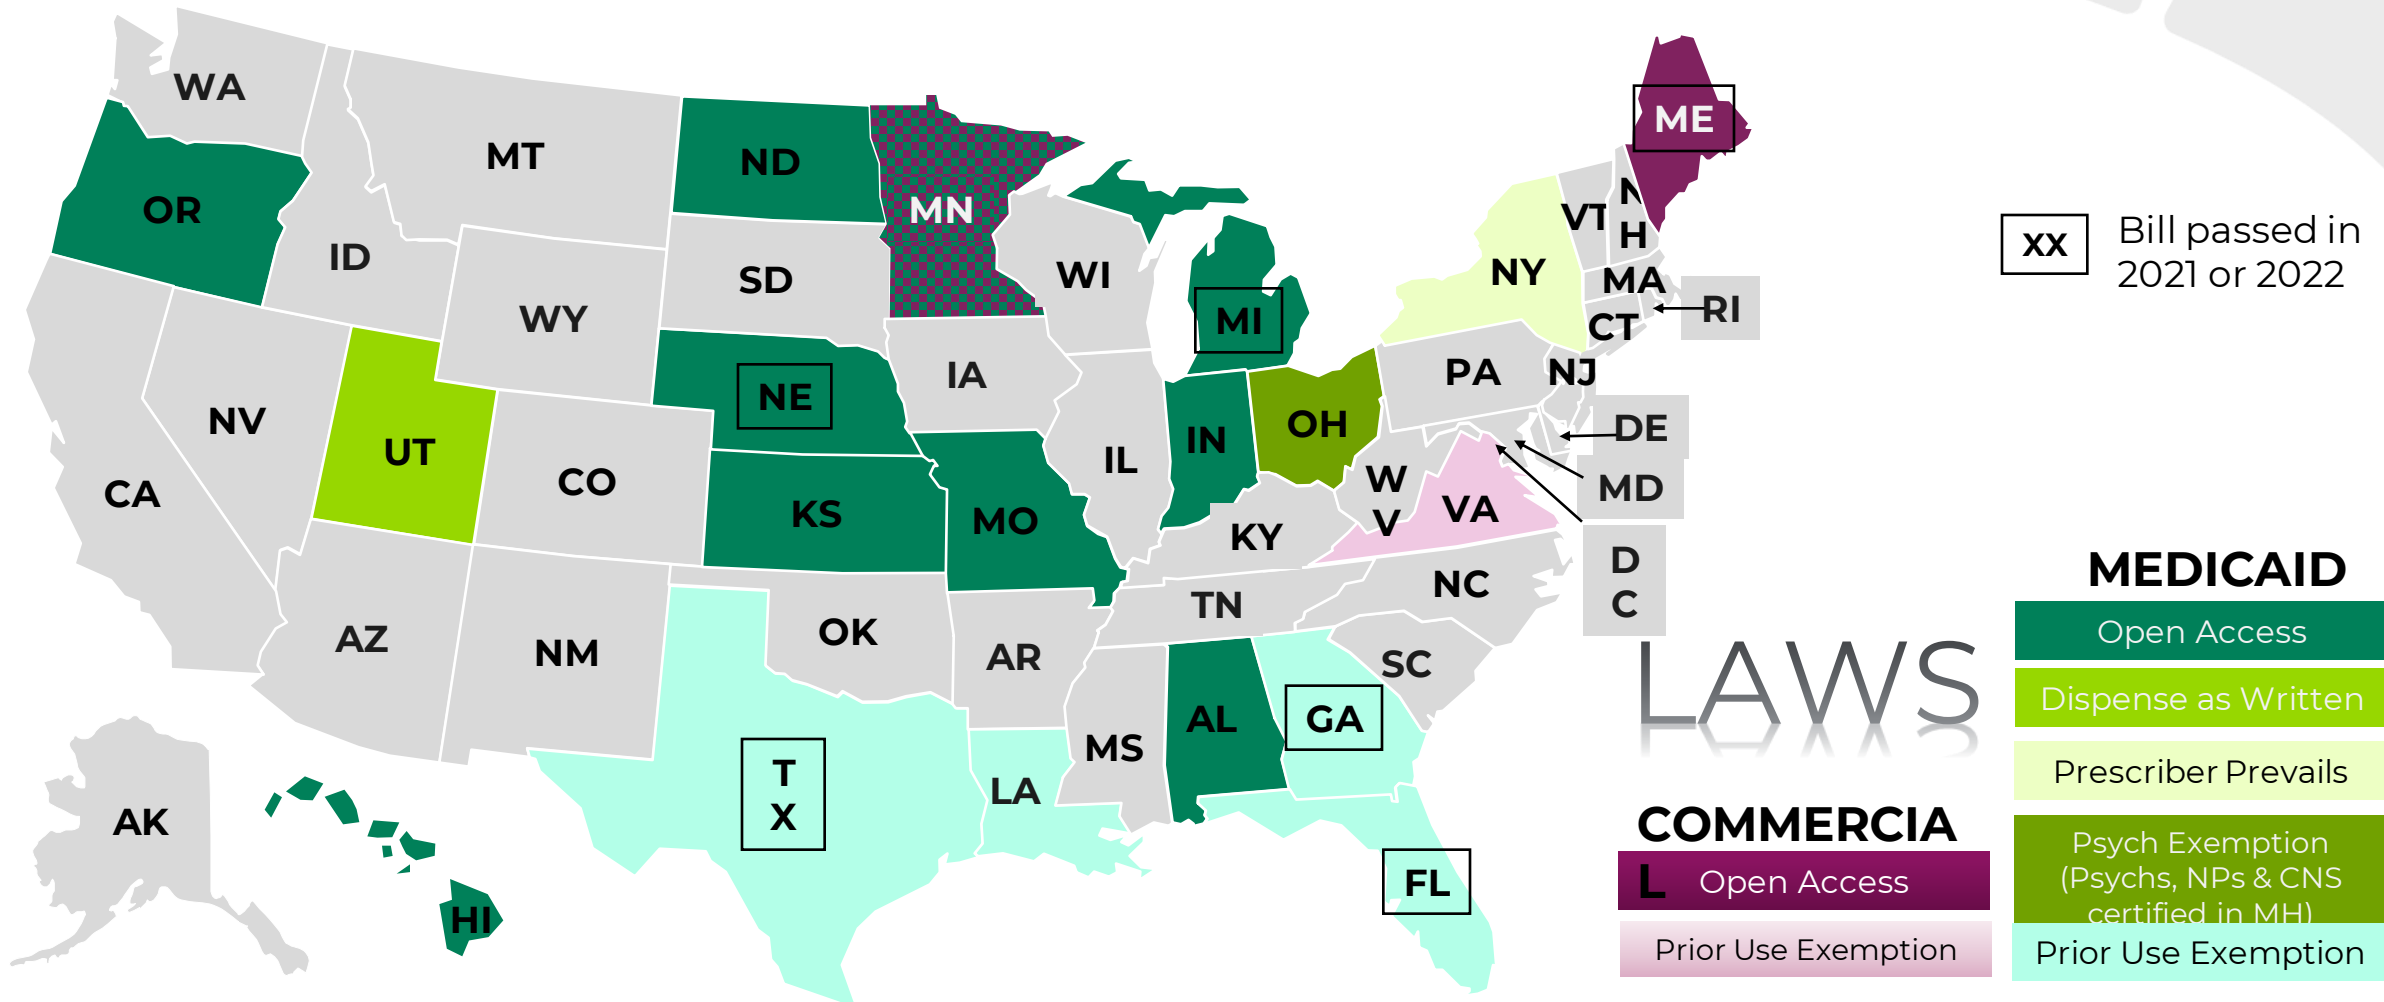 WA
MT
ND
MN
ME
OR
ID
SD
WI
VT
N
H
NY
MA
RI
CT
XX
Bill passed in
2021 or 2022
WY
MI
NE
IA
PA
NJ
NV
UT
CO
IL
IN
OH
DE
CA
KS
MO
W
V
VA
MD
KY
D
C
AZ
NM
OK
AR
TN
NC
SC
MS
AL
GA
T
X
LA
FL
AK
HI
LAWS
MEDICAID
Open Access
Dispense as Written
Prescriber Prevails
Psych Exemption
(Psychs, NPs & CNS
certified in MH)
Prior Use Exemption
COMMERCIA
L
Open Access
Prior Use Exemption